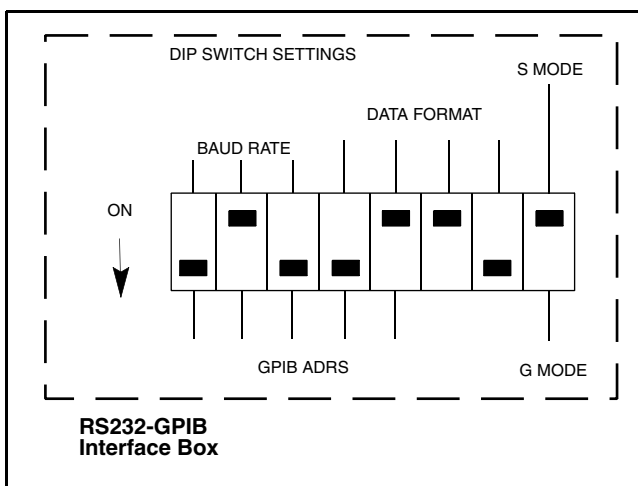 DIP SWITCH SETTINGS
S MODE
DATA FORMAT
BAUD RATE
ON
GPIB ADRS
G MODE
RS232-GPIB
Interface Box